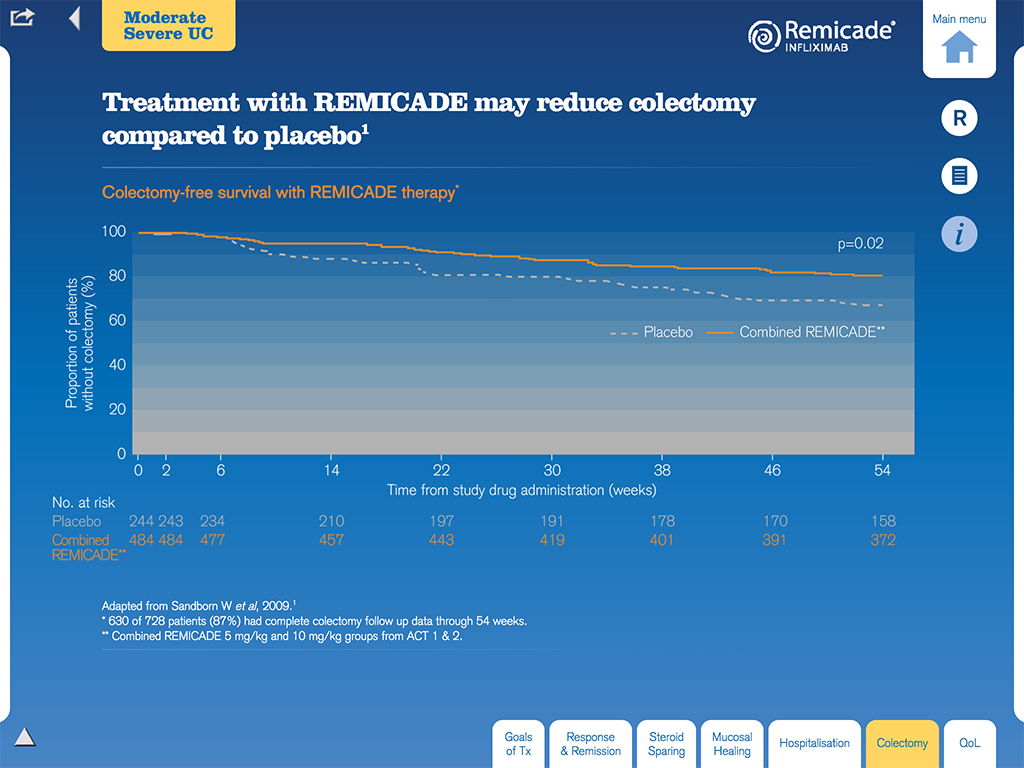 Moderate
Severe UC
Remicade®
INFLIXIMAB
Main menu
R
i
Treatment with REMICADE may reduce colectomy
compared to placebo¹
Colectomy-free survival with REMICADE therapy*
Proportion of patients
without colectomy (%)
100
80
60
40
20
0
p=0.02
Placebo
Combined REMICADE**
0 2 6 14 22 30 38 46 54
Time from study drug administration (weeks)
No. at risk
Placebo 244 243 234 210 197 191 178 170 158
Combined 484 484 477 457 443 419 401 391 372
REMICADE**
Adapted from Sandborn W et al, 2009.¹
* 630 of 728 patients (87%) had complete colectomy follow up data through 54 weeks.
** Combined REMICADE 5 mg/kg and 10 mg/kg groups from ACT 1 & 2.
Goals
of Tx
Response
& Remission
Steroid
Sparing
Mucosal
Healing
Hospitalisation
Colectomy
QoL